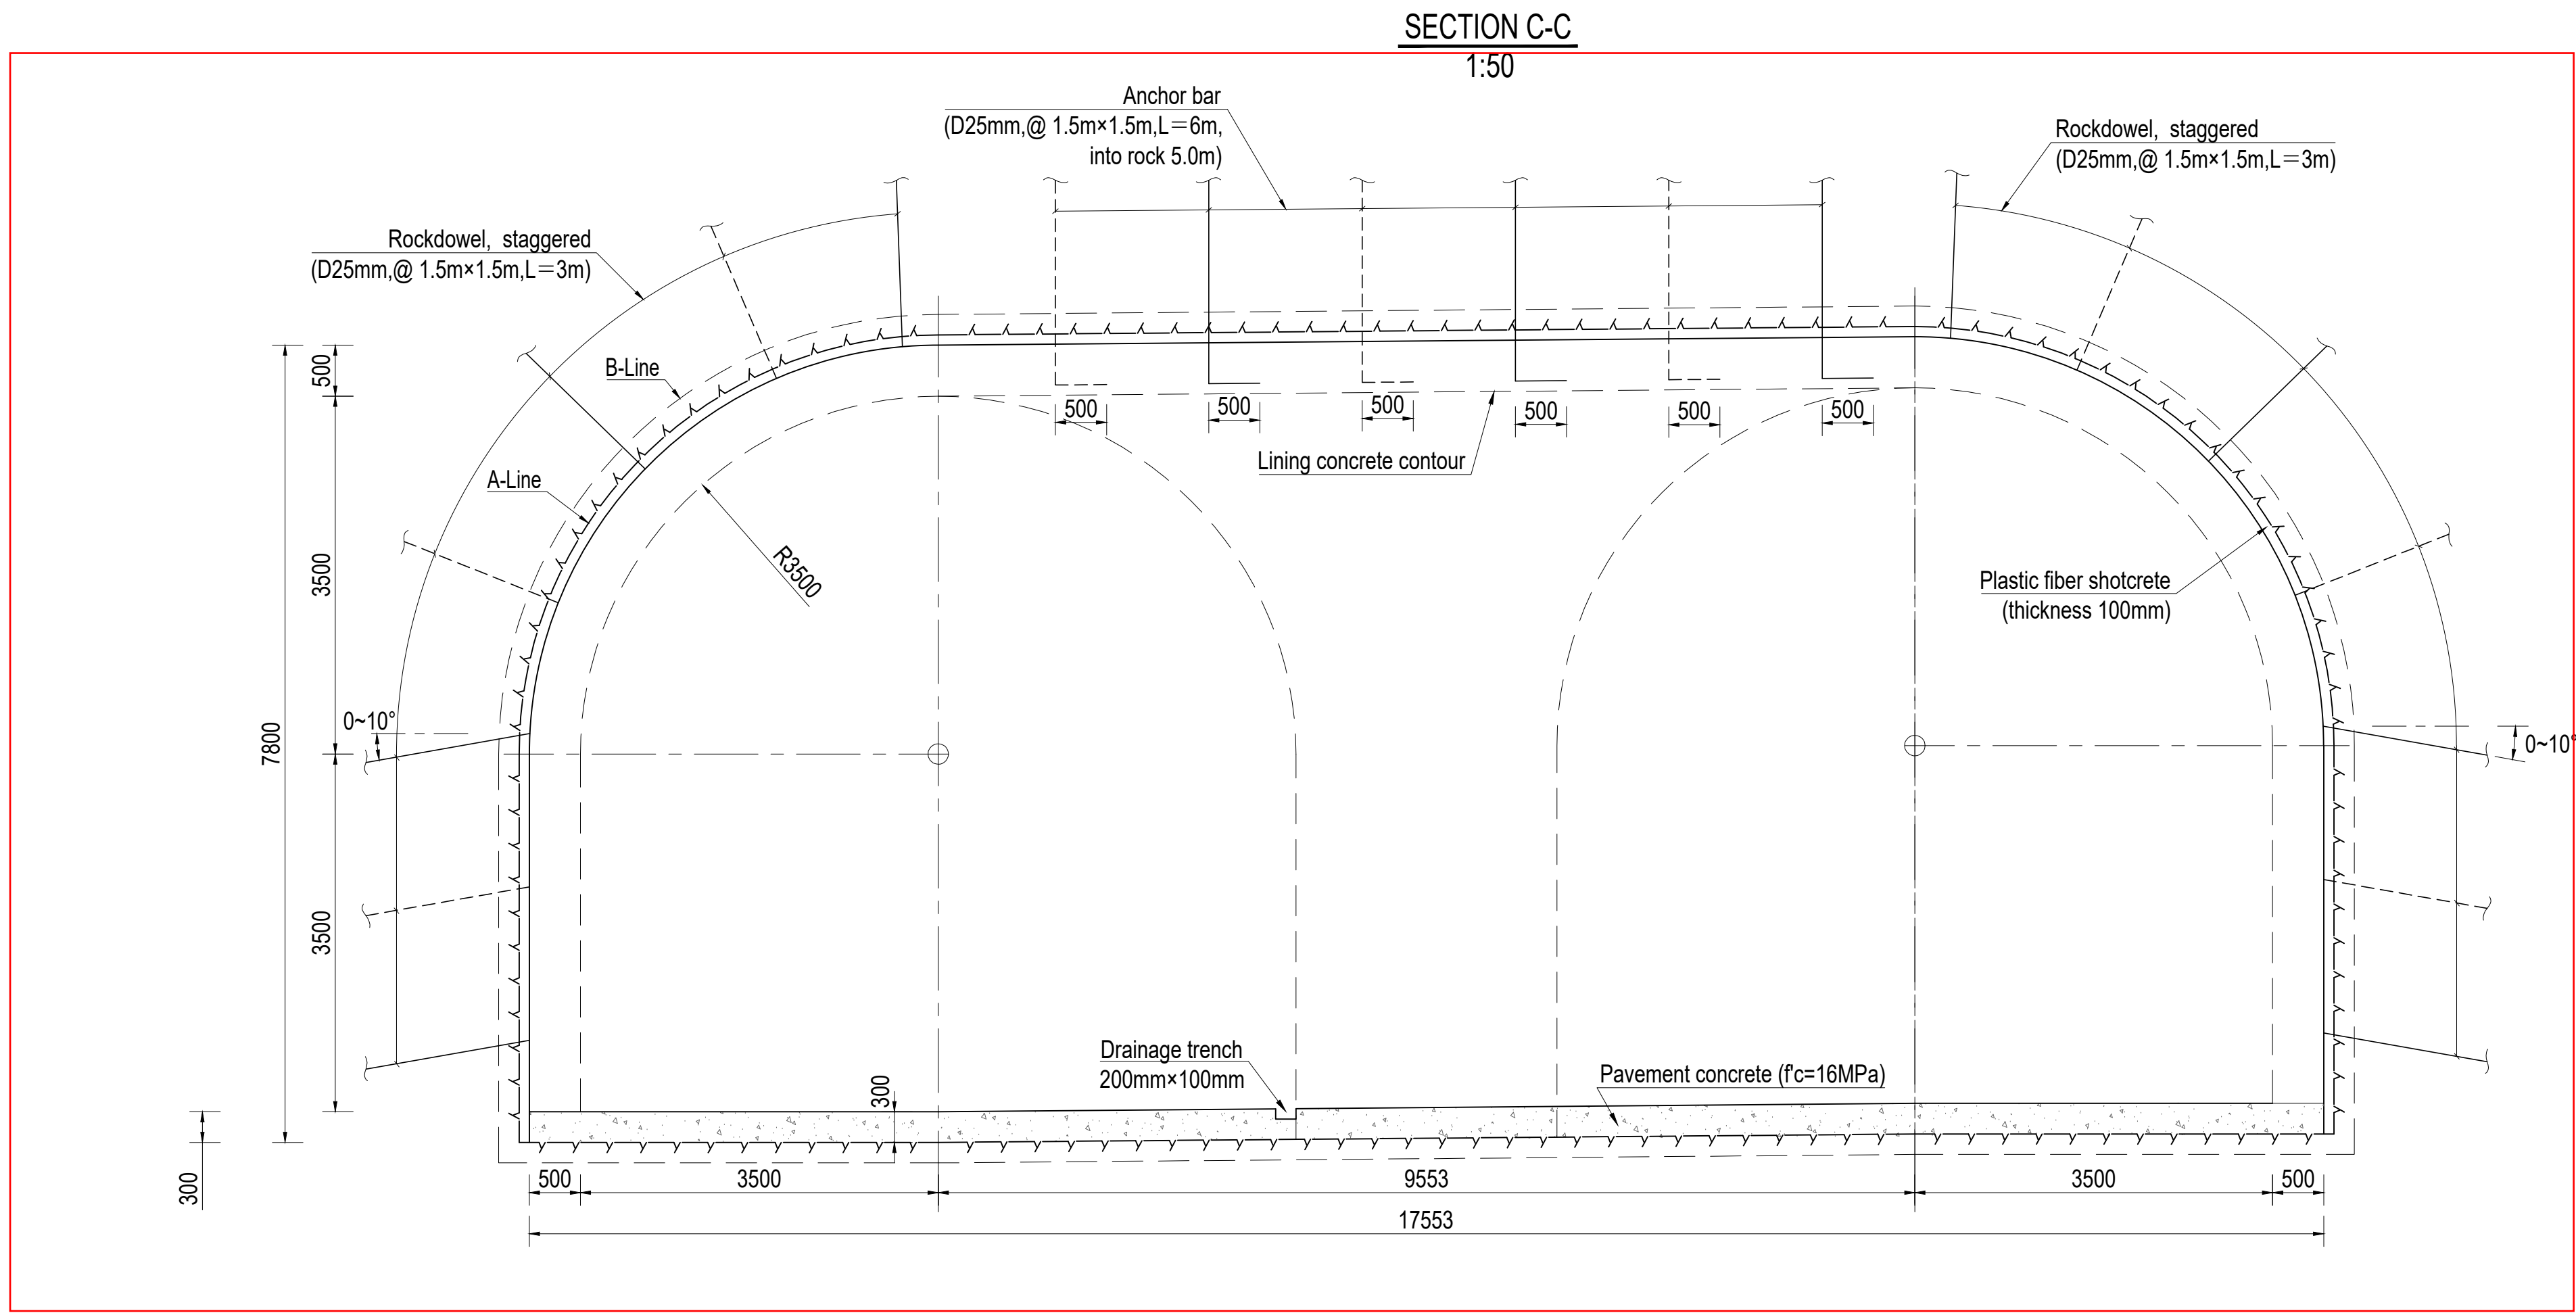 SECTION C-C
1:50
Anchor bar
(D25mm,@ 1.5m×1.5m,L=6m,
into rock 5.0m)
Rockdowel, staggered
(D25mm,@ 1.5m×1.5m,L=3m)
Rockdowel, staggered
(D25mm,@ 1.5m×1.5m,L=3m)
B-Line
500
500
500
500
500
500
500
Lining concrete contour
A-Line
R3500
3500
Plastic fiber shotcrete
(thickness 100mm)
0~10°
0~10°
7800
3500
Drainage trench
200mm×100mm
300
Pavement concrete (f'c=16MPa)
300
500
3500
9553
3500
500
17553